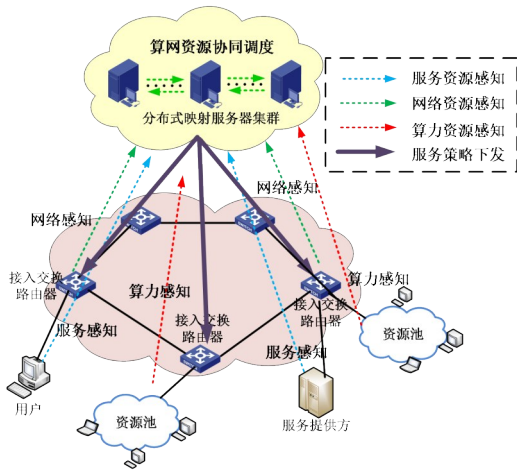 算网资源协同调度
分布式映射服务器集群
服务资源感知
网络资源感知
算力资源感知
服务策略下发
网络感知
网络感知
接入交换
路由器
算力感知
算力感知
接入交换
路由器
接入交换
路由器
服务感知
服务感知
用户
资源池
服务提供方
资源池